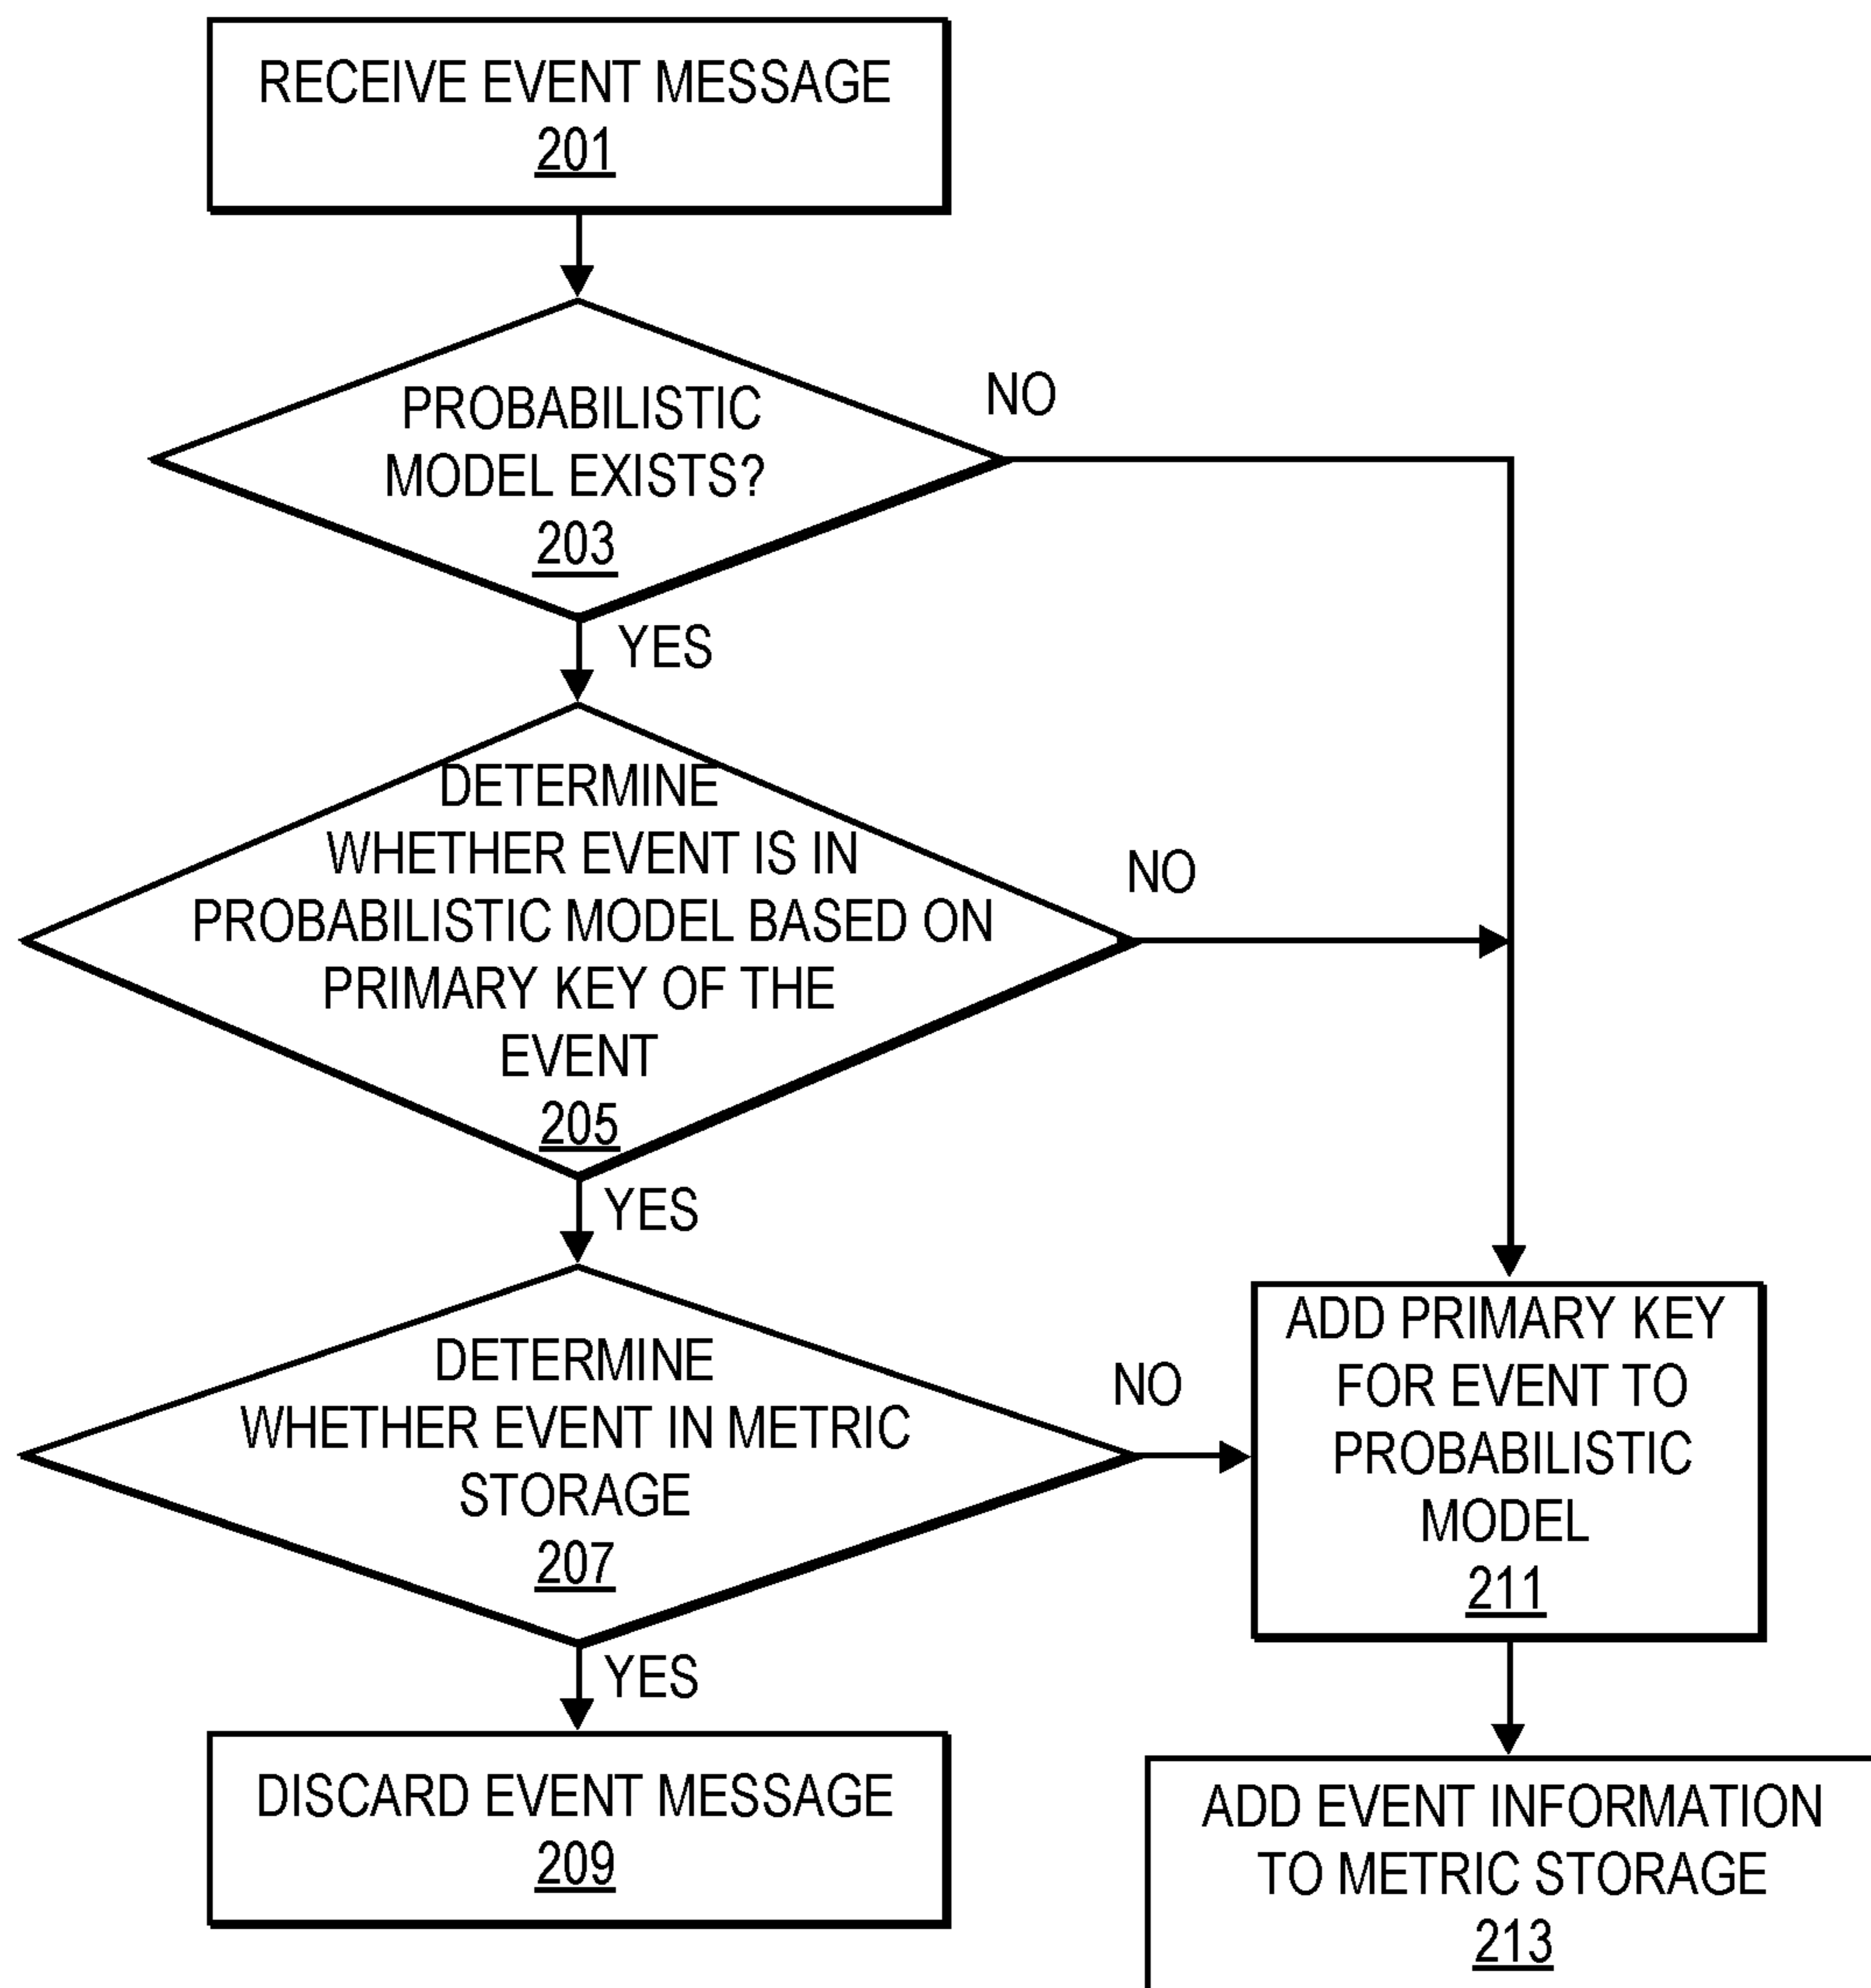 RECEIVE EVENT MESSAGE
201
PROBABILISTIC
MODEL EXISTS?
203
NO
YES
DETERMINE
WHETHER EVENT IS IN
PROBABILISTIC MODEL BASED ON
PRIMARY KEY OF THE
EVENT
205
NO
YES
DETERMINE
WHETHER EVENT IN METRIC
STORAGE
207
NO
YES
DISCARD EVENT MESSAGE
209
ADD PRIMARY KEY
FOR EVENT TO
PROBABILISTIC
MODEL
211
ADD EVENT INFORMATION
TO METRIC STORAGE
213